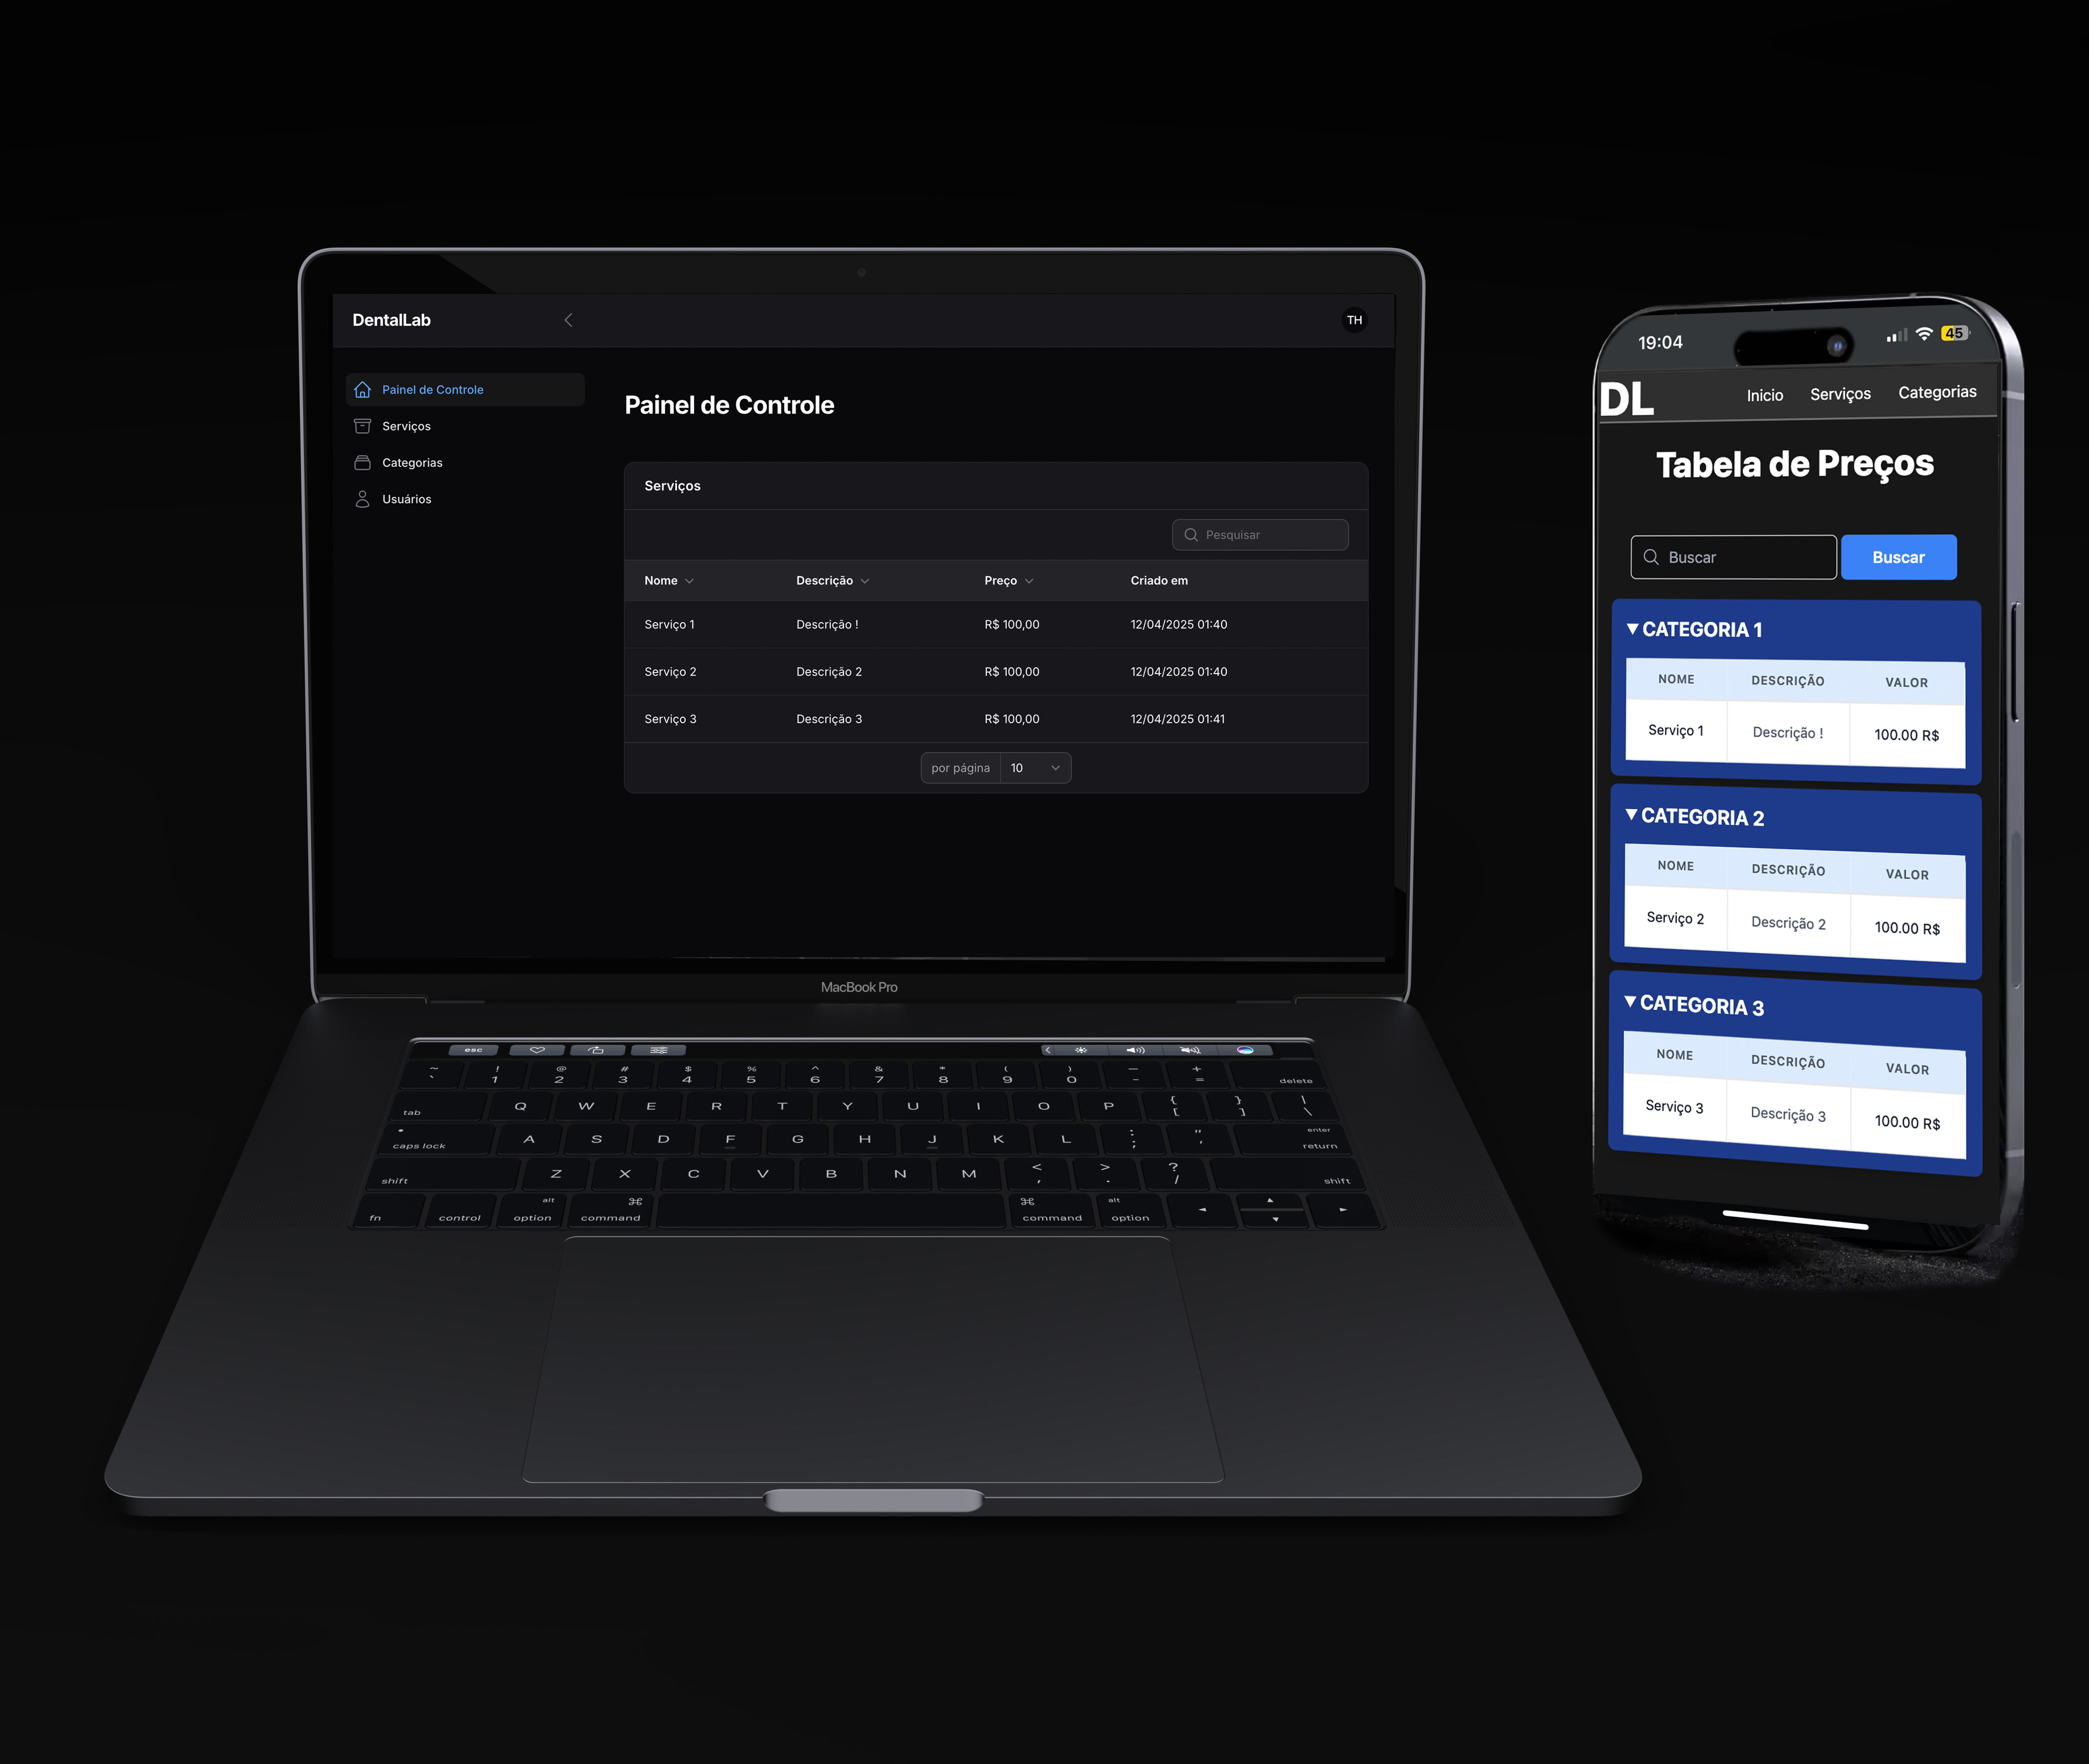 DentalLab
TH
Painel de Controle
Serviços
Categorias
Usuários
Painel de Controle
Serviços
Pesquisar
Nome Descrição Preço Criado em
Serviço 1 Descrição ! R$ 100,00 12/04/2025 01:40
Serviço 2 Descrição 2 R$ 100,00 12/04/2025 01:40
Serviço 3 Descrição 3 R$ 100,00 12/04/2025 01:41
por página 10
MacBook Pro
esc
~ ! @ # $ % ^ & * ( ) — +
` 1 2 3 4 5 6 7 8 9 0 - = delete
tab Q W E R T Y U I O P { [ } ] | \
caps lock A S D F G H J K L : ; " ' enter return
shift Z X C V B N M < , > . ? / shift
fn control alt option ⌘ command ⌘ command alt option
19:04 45
DL Inicio Serviços Categorias
Tabela de Preços
Buscar Buscar
▼ CATEGORIA 1
NOME DESCRIÇÃO VALOR
Serviço 1 Descrição ! 100.00 R$
▼ CATEGORIA 2
NOME DESCRIÇÃO VALOR
Serviço 2 Descrição 2 100.00 R$
▼ CATEGORIA 3
NOME DESCRIÇÃO VALOR
Serviço 3 Descrição 3 100.00 R$